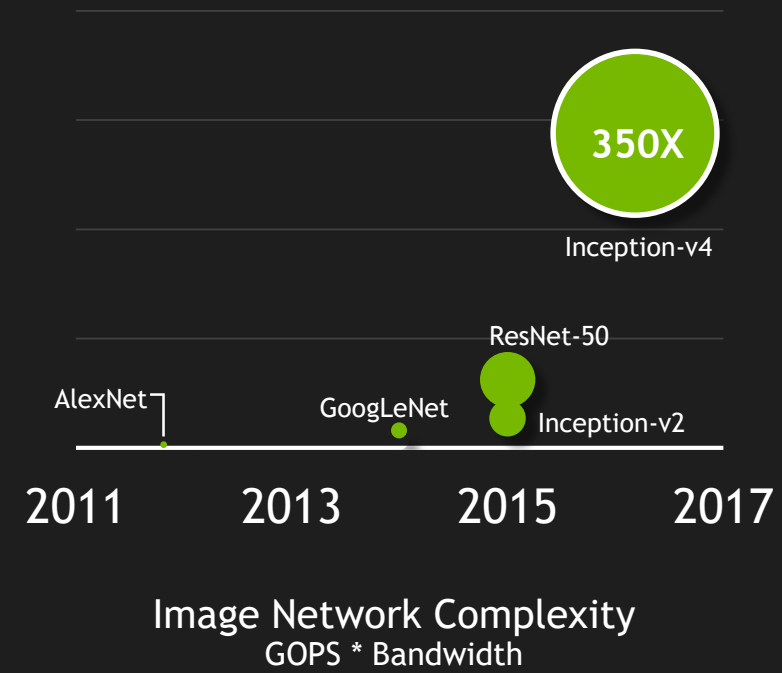 350X
Inception-v4
ResNet-50
AlexNet
GoogLeNet
Inception-v2
2011
2013
2015
2017
Image Network Complexity
GOPS * Bandwidth